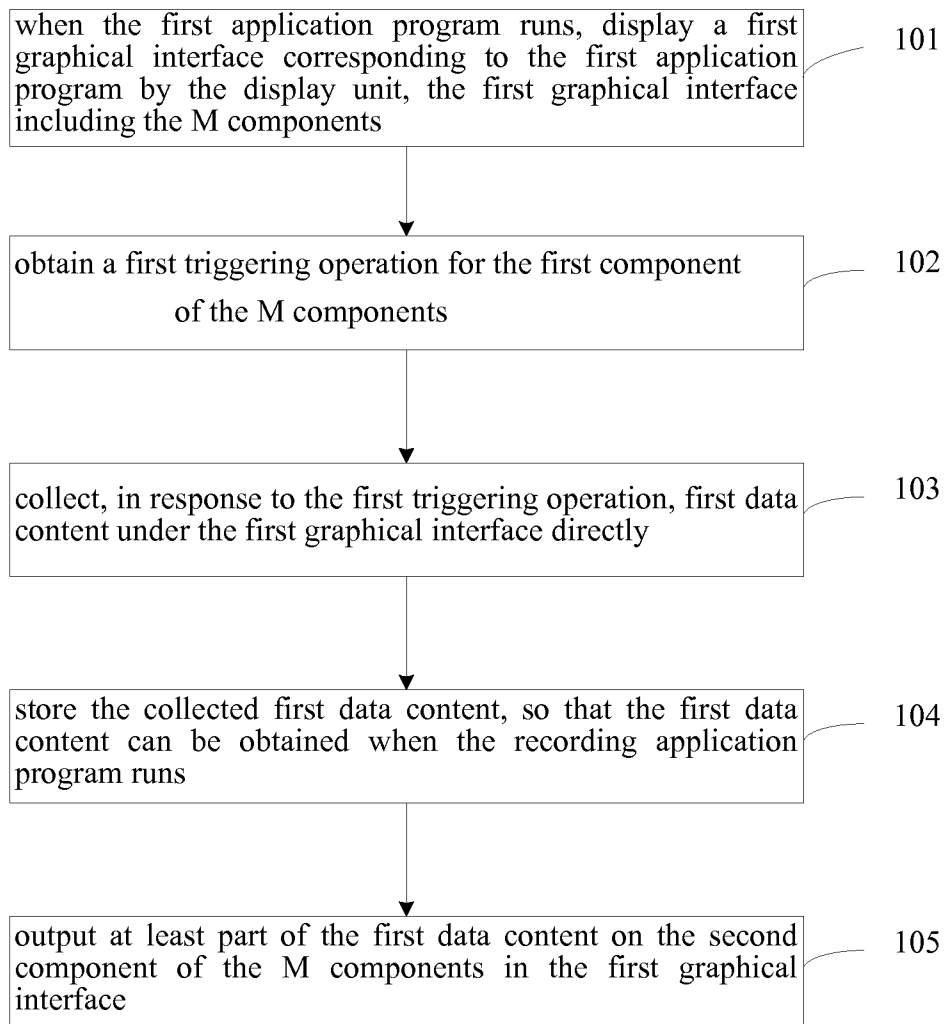 when the first application program runs, display a first
graphical interface corresponding to the first application
program by the display unit, the first graphical interface
including the M components
101
obtain a first triggering operation for the first component
of the M components
102
collect, in response to the first triggering operation, first data
content under the first graphical interface directly
103
store the collected first data content, so that the first data
content can be obtained when the recording application
program runs
104
output at least part of the first data content on the second
component of the M components in the first graphical
interface
105